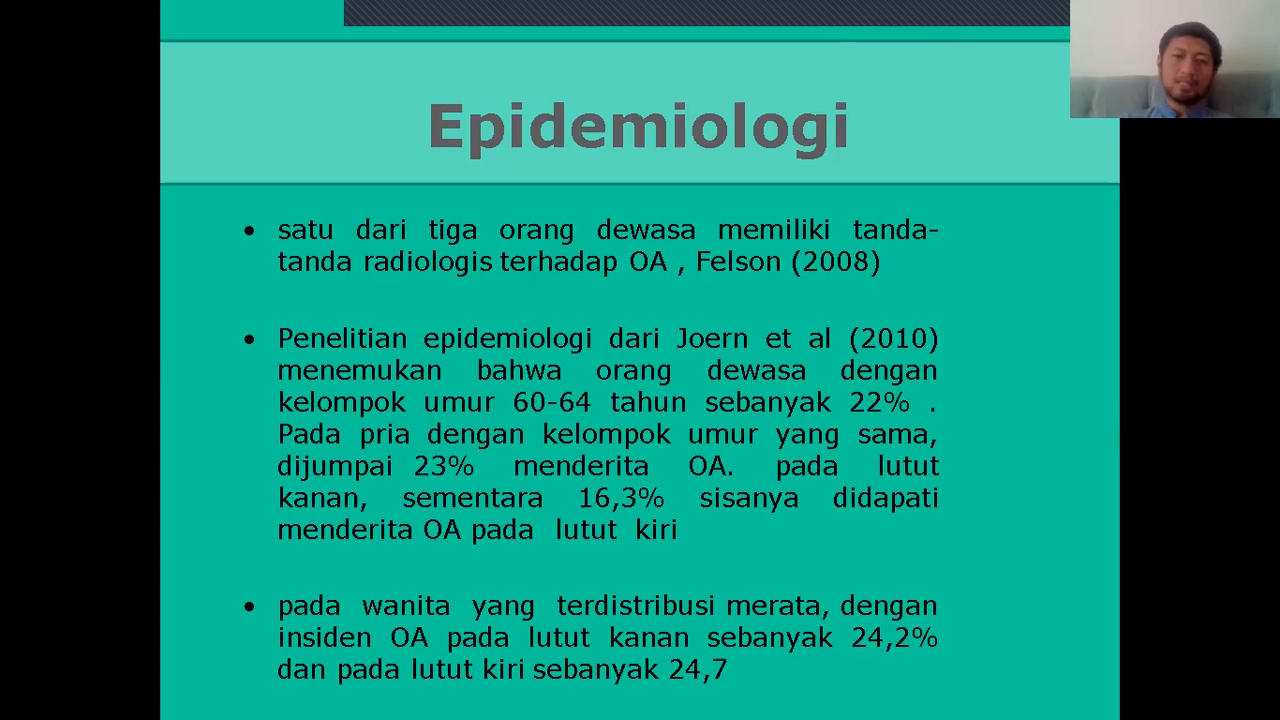 Epidemiologi
• satu dari tiga orang dewasa memiliki tanda-
tanda radiologis terhadap OA , Felson (2008)
• Penelitian epidemiologi dari Joern et al (2010)
menemukan bahwa orang dewasa dengan
kelompok umur 60-64 tahun sebanyak 22% .
Pada pria dengan kelompok umur yang sama,
dijumpai 23% menderita OA. pada lutut
kanan, sementara 16,3% sisanya didapati
menderita OA pada lutut kiri
• pada wanita yang terdistribusi merata, dengan
insiden OA pada lutut kanan sebanyak 24,2%
dan pada lutut kiri sebanyak 24,7